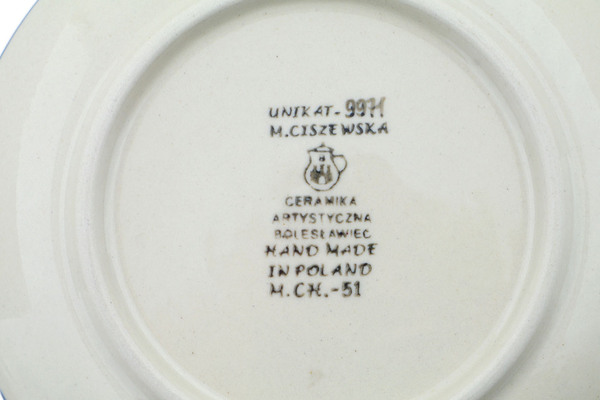 UNIKAT-9971
M.CISZEWSKA
CERAMIKA
ARTYSTYCZNA
BOLESŁAWIEC
HAND MADE
IN POLAND
M.CH.-51